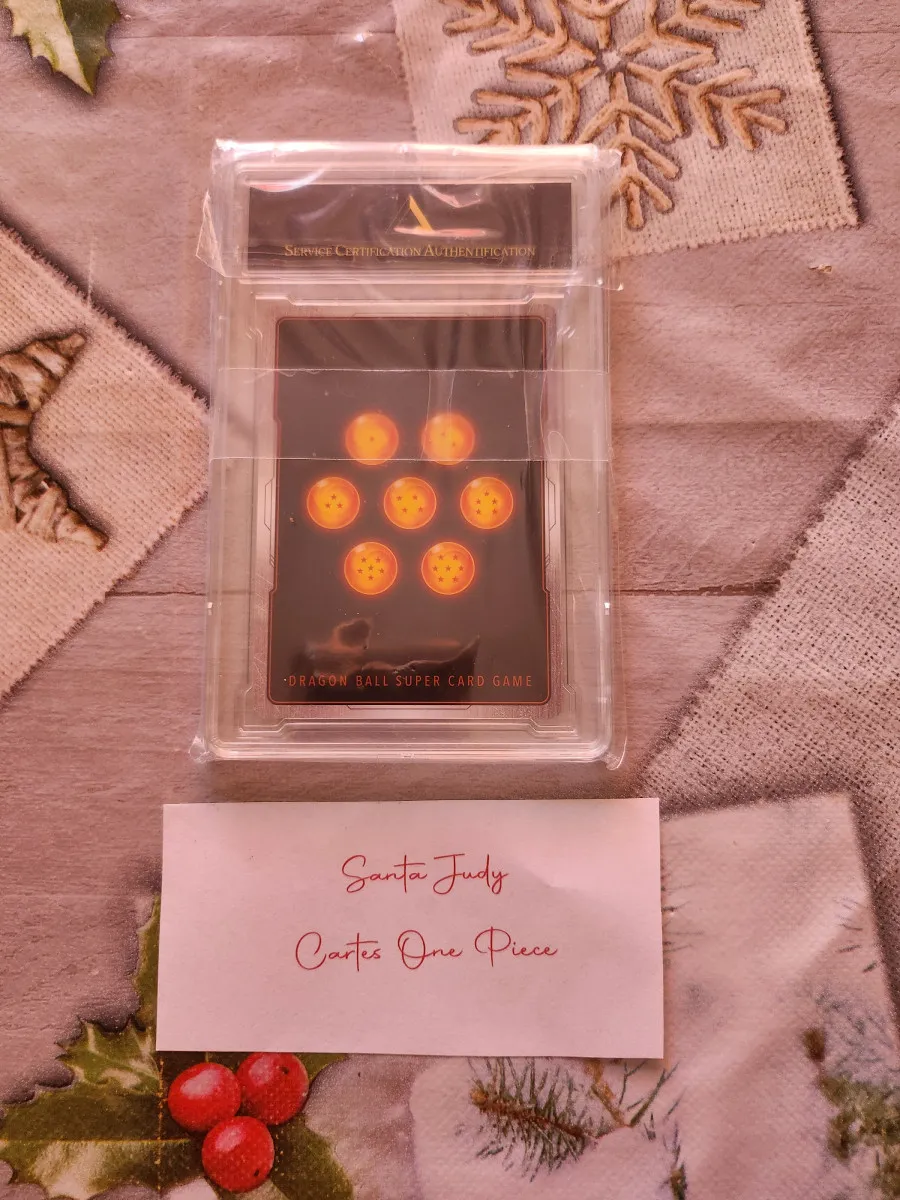 SERVICE CERTIFICATION AUTHENTIFICATION
DRAGON BALL SUPER CARD GAME
Santa Judy
Cartes One Piece